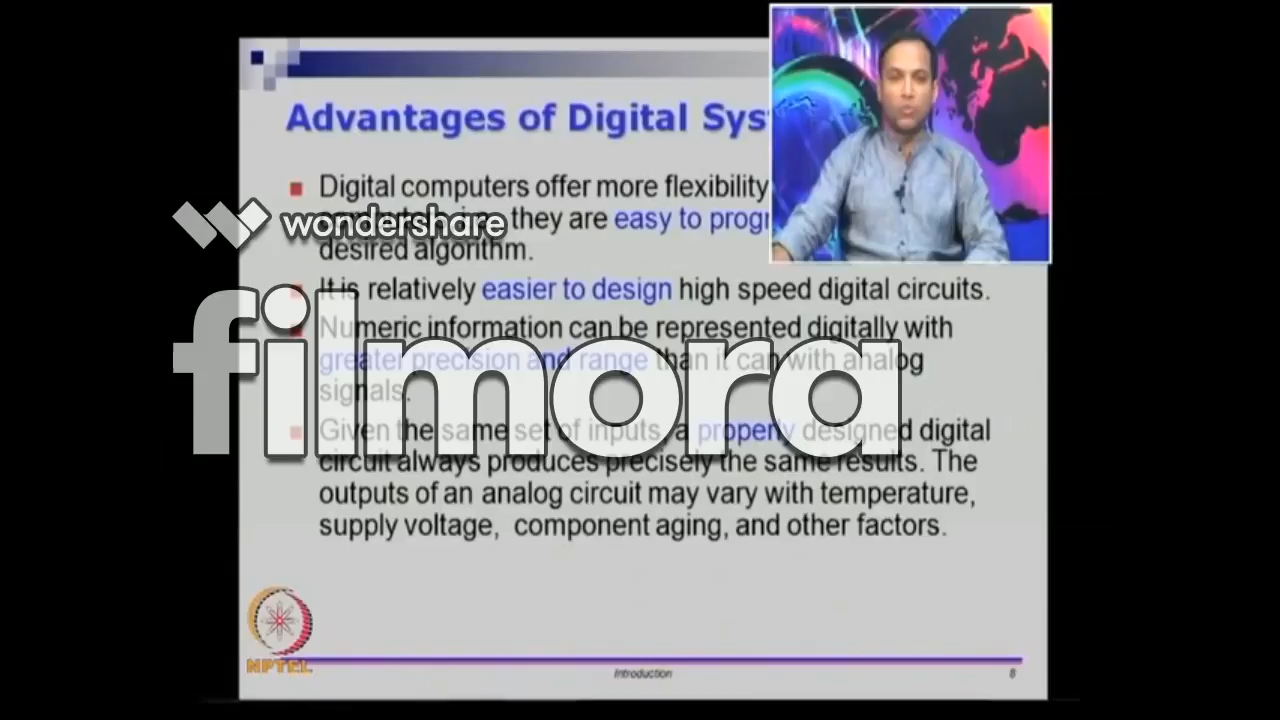 Advantages of Digital Sys
Digital computers offer more flexibility
they are easy to progr
desired algorithm.
It is relatively easier to design high speed digital circuits.
Numeric information can be represented digitally with
greater precision and range than it can with analog
signals.
Given the same set of inputs, a properly designed digital
circuit always produces precisely the same results. The
outputs of an analog circuit may vary with temperature,
supply voltage, component aging, and other factors.
wondershare
filmora
NPTEL
Introduction
8